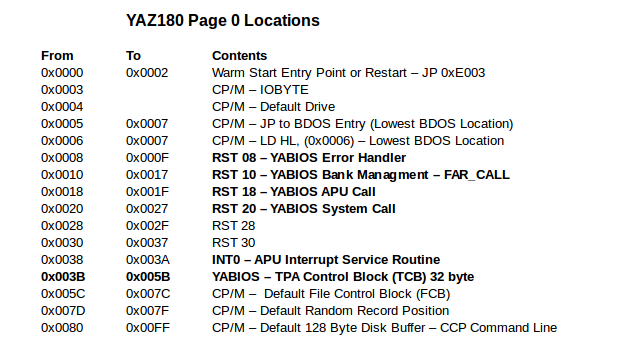 YAZ180 Page 0 Locations
From To Contents
0x0000 0x0002 Warm Start Entry Point or Restart – JP 0xE003
0x0003 CP/M – IOBYTE
0x0004 CP/M – Default Drive
0x0005 0x0007 CP/M – JP to BDOS Entry (Lowest BDOS Location)
0x0006 0x0007 CP/M – LD HL, (0x0006) – Lowest BDOS Location
0x0008 0x000F RST 08 – YABIOS Error Handler
0x0010 0x0017 RST 10 – YABIOS Bank Managment – FAR_CALL
0x0018 0x001F RST 18 – YABIOS APU Call
0x0020 0x0027 RST 20 – YABIOS System Call
0x0028 0x002F RST 28
0x0030 0x0037 RST 30
0x0038 0x003A INT0 – APU Interrupt Service Routine
0x003B 0x005B YABIOS – TPA Control Block (TCB) 32 byte
0x005C 0x007C CP/M – Default File Control Block (FCB)
0x007D 0x007F CP/M – Default Random Record Position
0x0080 0x00FF CP/M – Default 128 Byte Disk Buffer – CCP Command Line